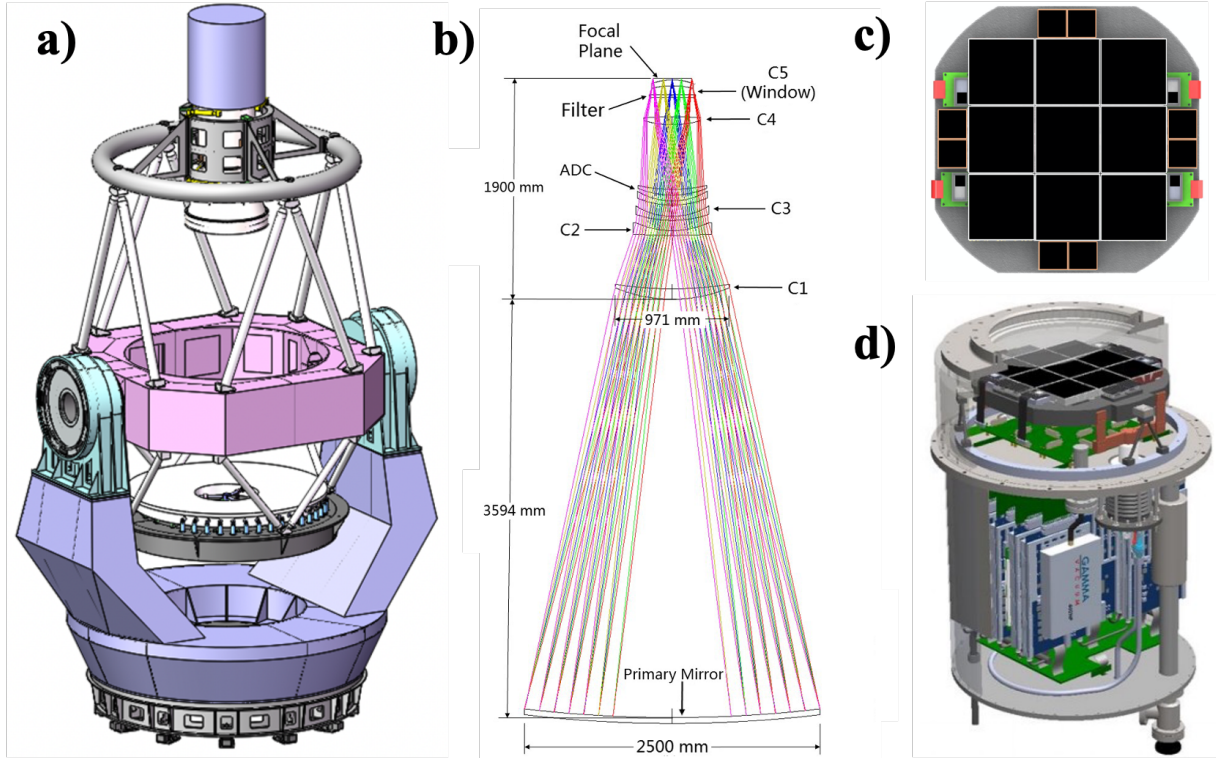 a)
b)
c)
d)
Focal
Plane
C5
(Window)
Filter
C4
ADC
1900 mm
C3
C2
C1
971 mm
3594 mm
Primary Mirror
2500 mm
GAMMA
VACUUM